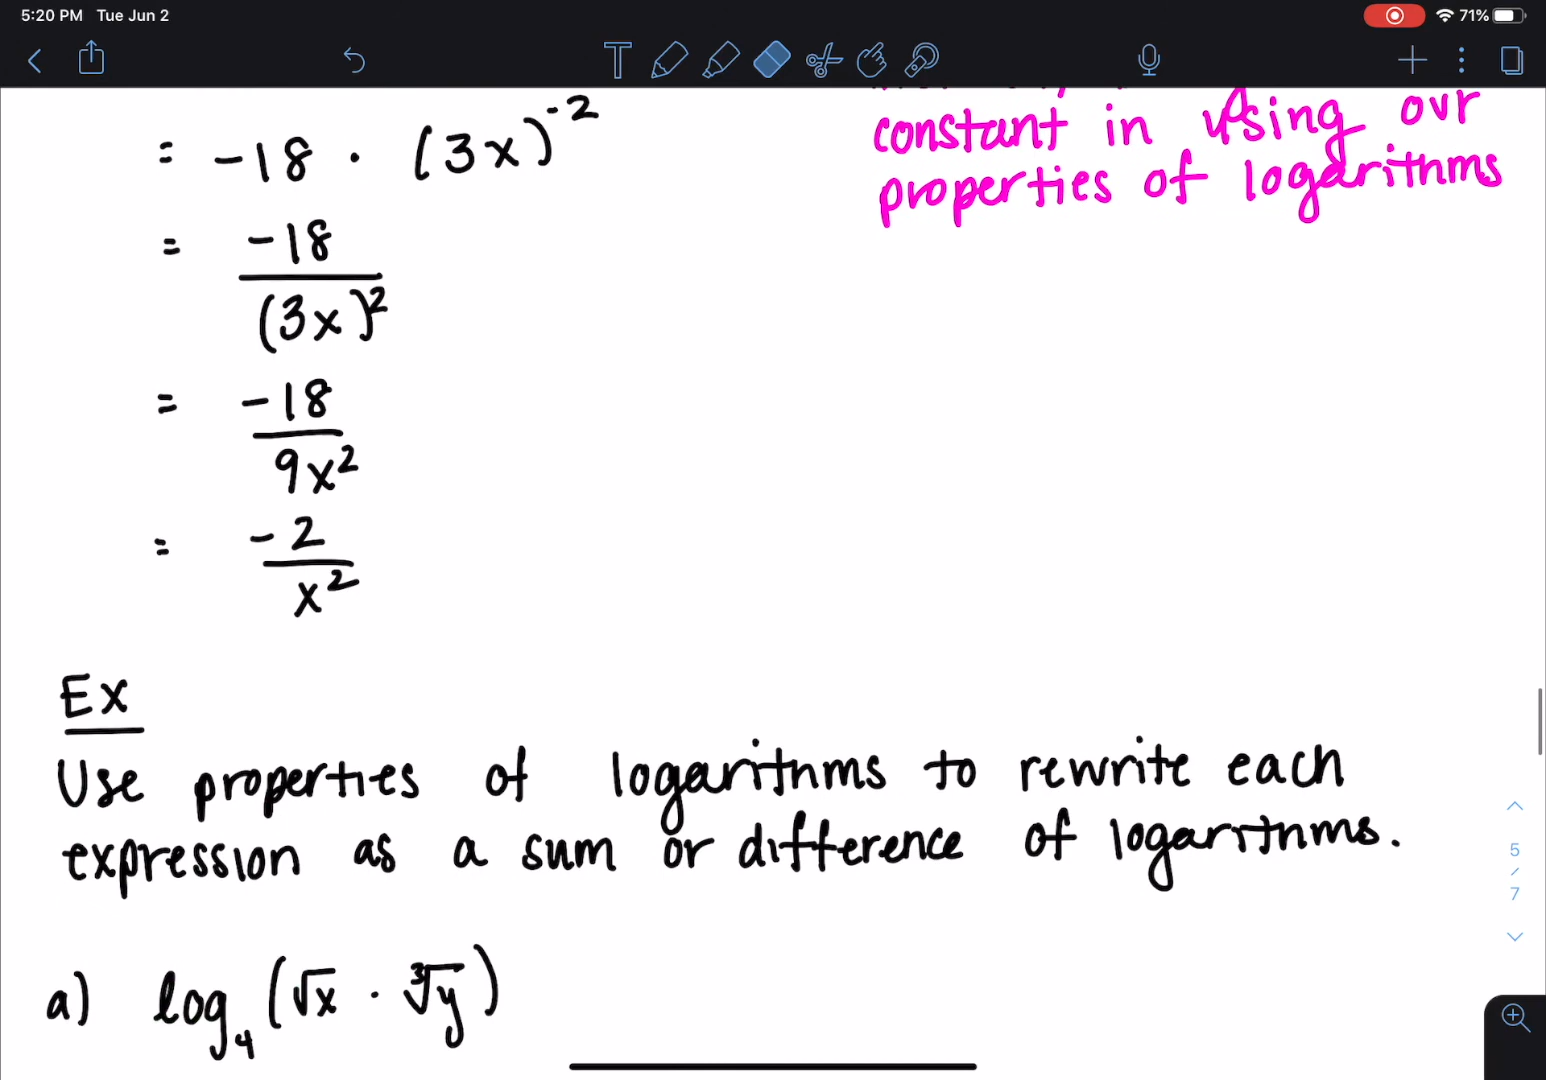 5:20 PM Tue Jun 2
71%
T
= -18 · (3x)^-2
constant in using our
properties of logarithms
= -18
(3x)^2
= -18
9x^2
= -2
x^2
Ex
Use properties of logarithms to rewrite each
expression as a sum or difference of logarithms.
5
/
7
a) log_4 (√x · ∛y)